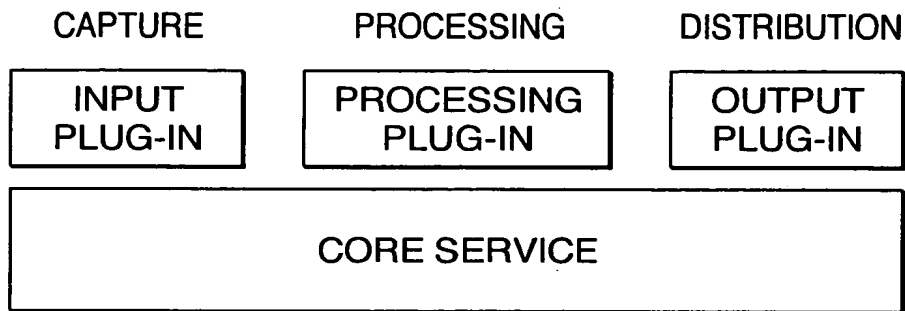 CAPTURE PROCESSING DISTRIBUTION
INPUT PLUG-IN
PROCESSING PLUG-IN
OUTPUT PLUG-IN
CORE SERVICE